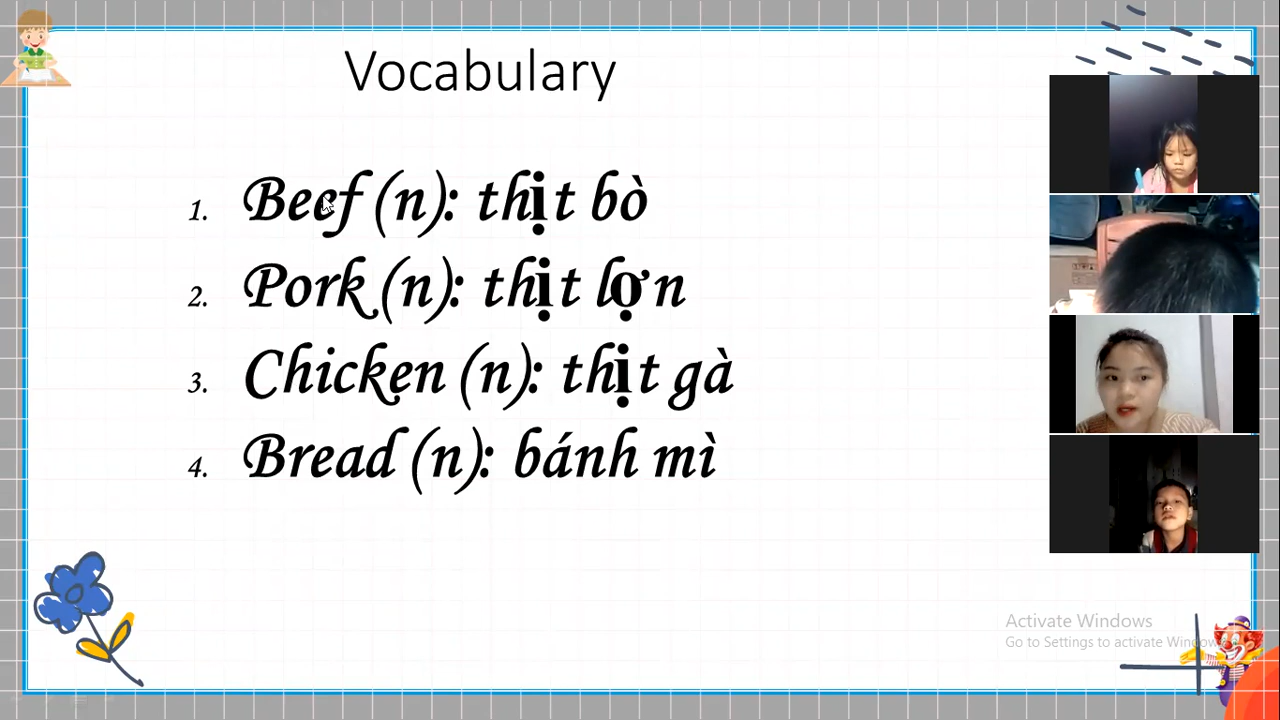 Vocabulary
1. Beef (n): thịt bò
2. Pork (n): thịt lợn
3. Chicken (n): thịt gà
4. Bread (n): bánh mì
Activate Windows
Go to Settings to activate Windows